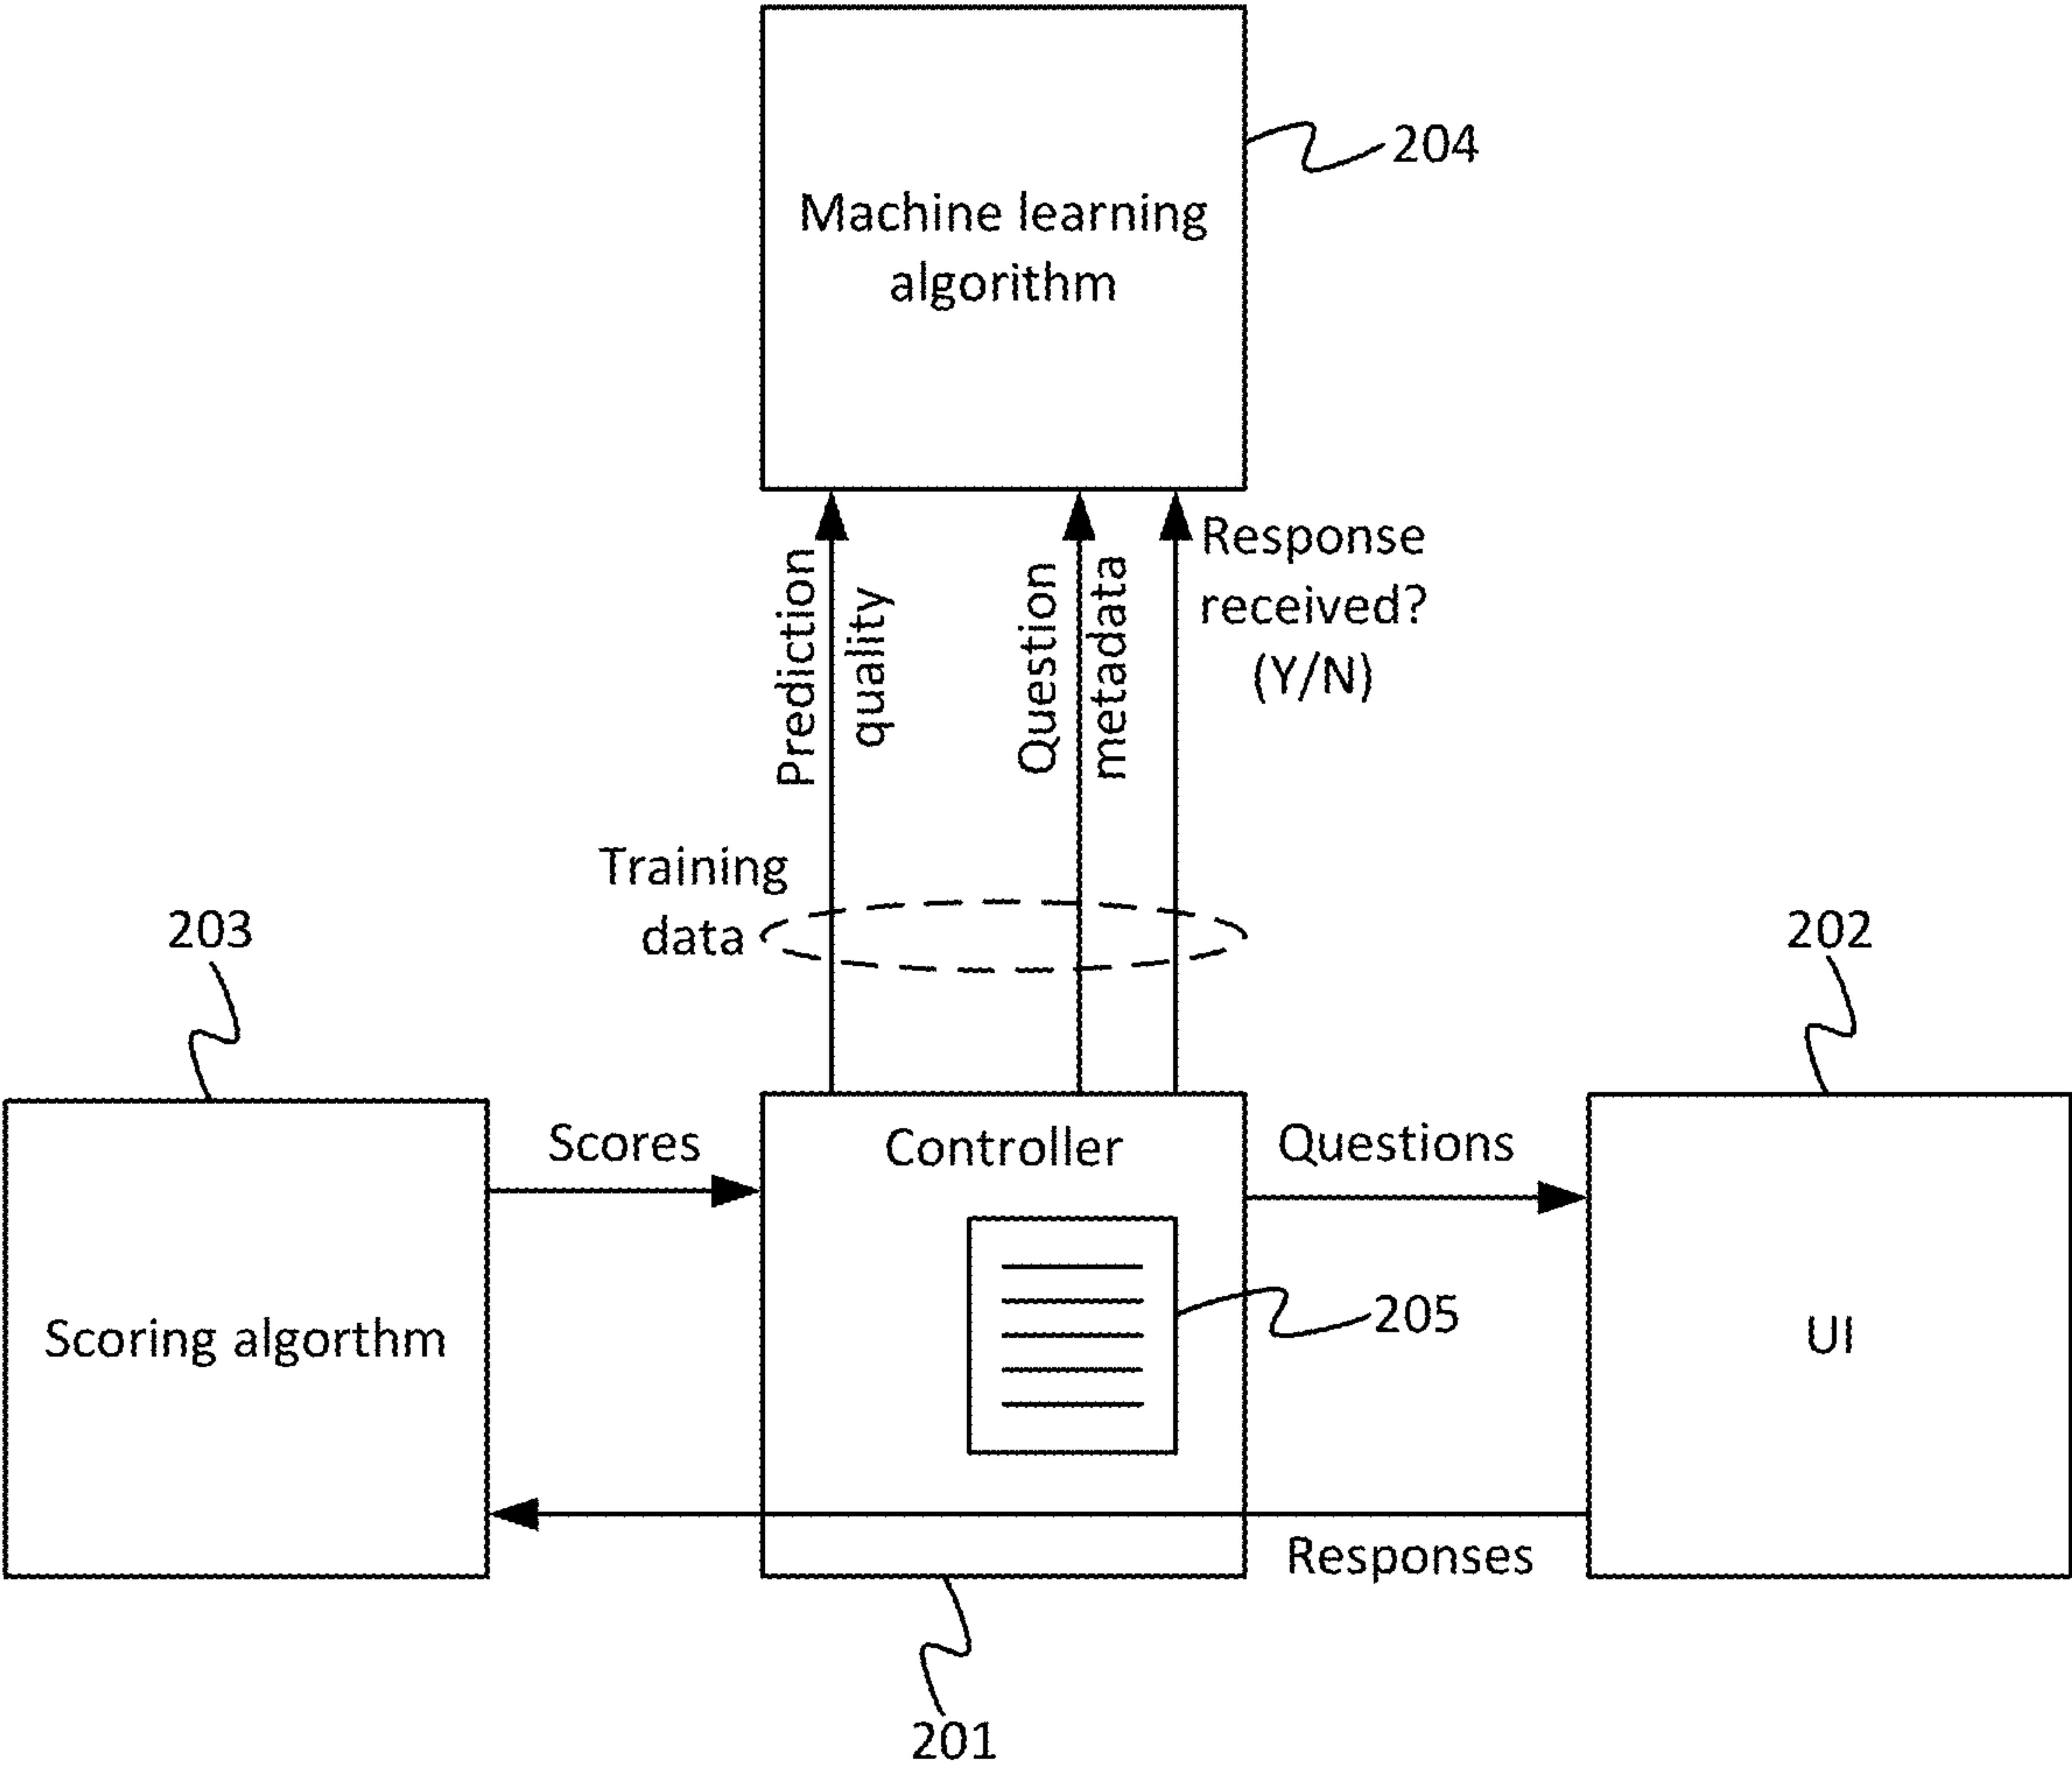 Machine learning
algorithm
204
Prediction
quality
Question
metadata
Response
received?
(Y/N)
Training
data
203
202
Scores
Controller
Questions
Scoring algorthm
205
UI
Responses
201